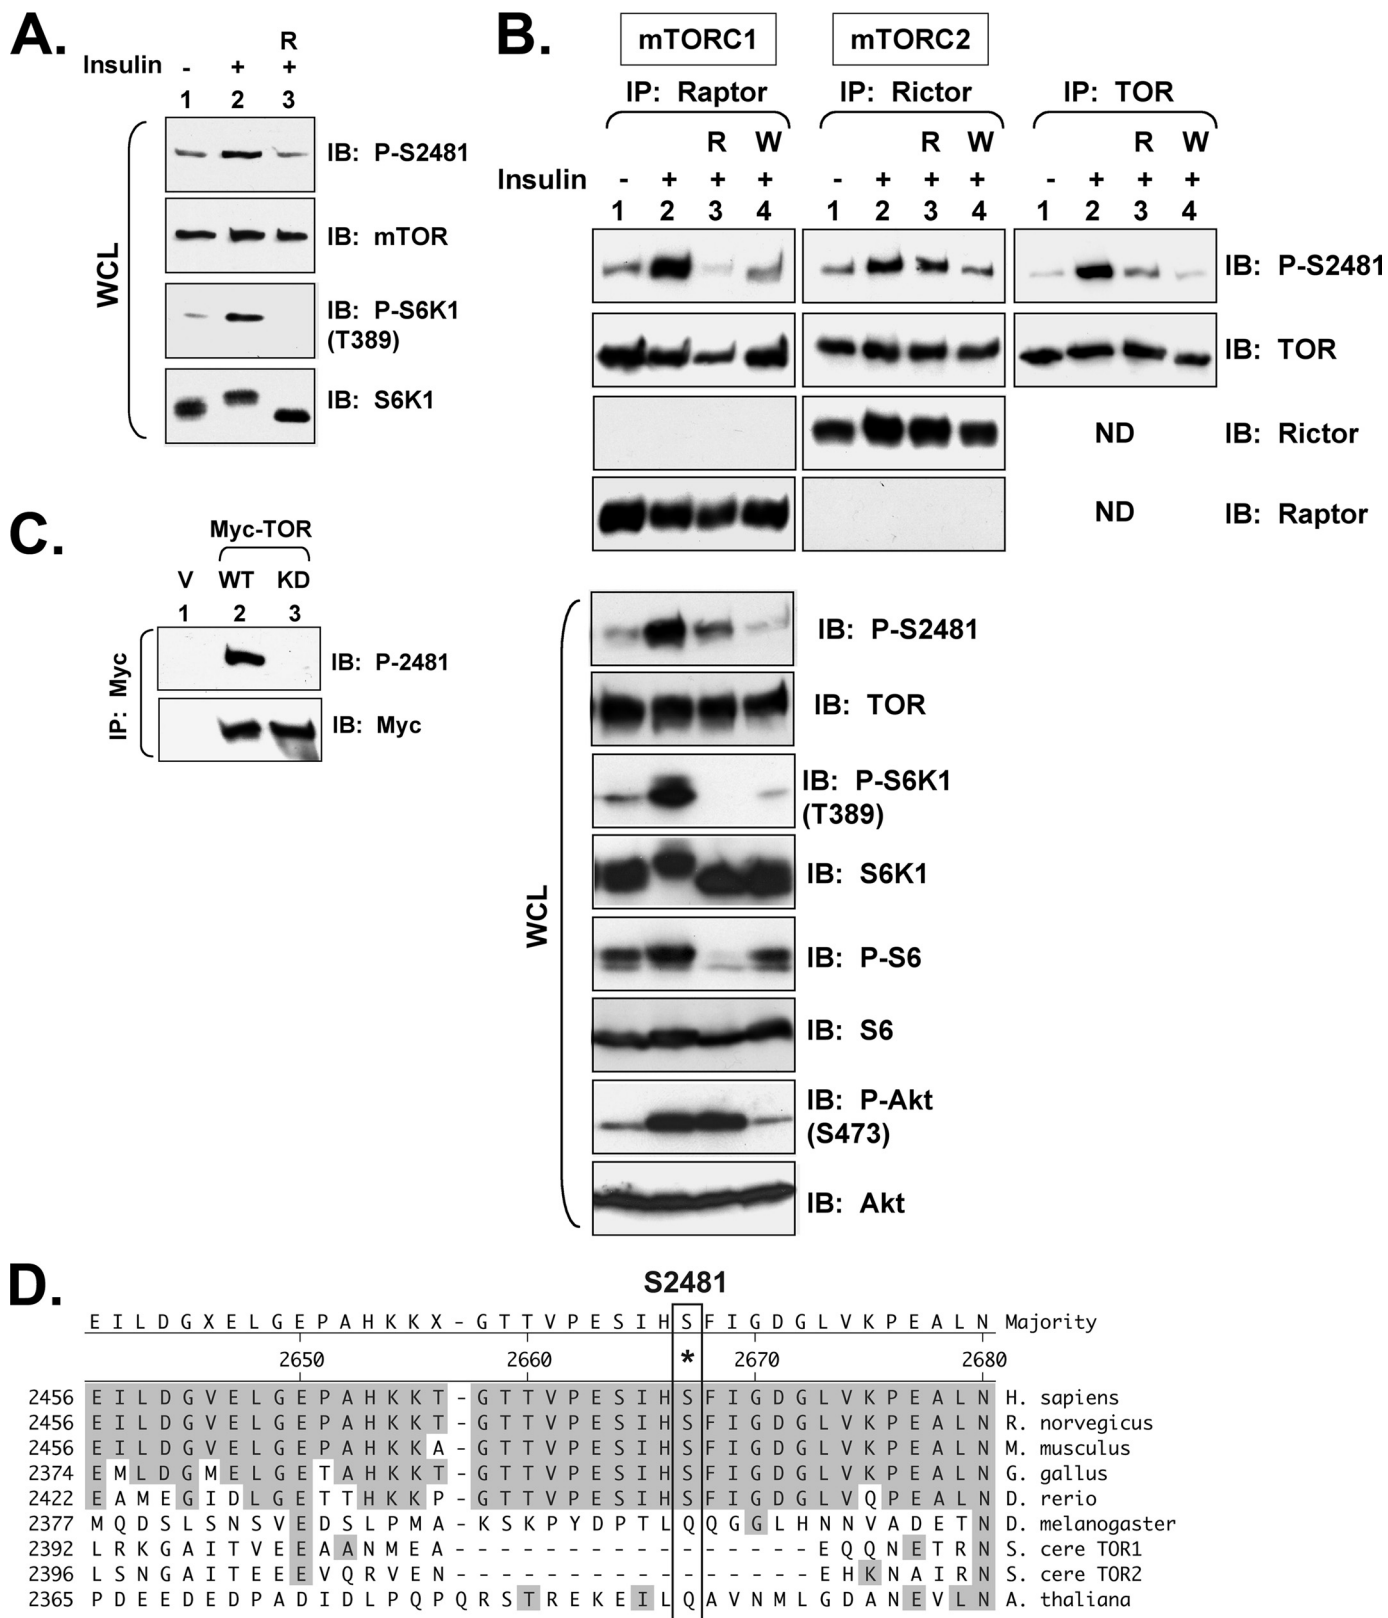 A.
R
Insulin - + +
1 2 3
WCL
IB: P-S2481
IB: mTOR
IB: P-S6K1
(T389)
IB: S6K1
B.
mTORC1 mTORC2
IP: Raptor IP: Rictor IP: TOR
R W R W R W
Insulin - + + + - + + + - + + +
1 2 3 4 1 2 3 4 1 2 3 4
IB: P-S2481
IB: TOR
ND IB: Rictor
ND IB: Raptor
WCL
IB: P-S2481
IB: TOR
IB: P-S6K1
(T389)
IB: S6K1
IB: P-S6
IB: S6
IB: P-Akt
(S473)
IB: Akt
C.
Myc-TOR
V WT KD
1 2 3
IP: Myc
IB: P-2481
IB: Myc
D.
S2481
E I L D G X E L G E P A H K K X - G T T V P E S I H S F I G D G L V K P E A L N Majority
2650 2660 * 2670 2680
2456 E I L D G V E L G E P A H K K T - G T T V P E S I H S F I G D G L V K P E A L N H. sapiens
2456 E I L D G V E L G E P A H K K T - G T T V P E S I H S F I G D G L V K P E A L N R. norvegicus
2456 E I L D G V E L G E P A H K K A - G T T V P E S I H S F I G D G L V K P E A L N M. musculus
2374 E M L D G M E L G E T A H K K T - G T T V P E S I H S F I G D G L V K P E A L N G. gallus
2422 E A M E G I D L G E T T H K K P - G T T V P E S I H S F I G D G L V Q P E A L N D. rerio
2377 M Q D S L S N S V E D S L P M A - K S K P Y D P T L Q Q G G L H N N V A D E T N D. melanogaster
2392 L R K G A I T V E E A A N M E A - - - - - - - - - - - - - - - - E Q Q N E T R N S. cere TOR1
2396 L S N G A I T E E E V Q R V E N - - - - - - - - - - - - - - - - E H K N A I R N S. cere TOR2
2365 P D E E D E D P A D I D L P Q P Q R S T R E K E I L Q A V N M L G D A N E V L N A. thaliana